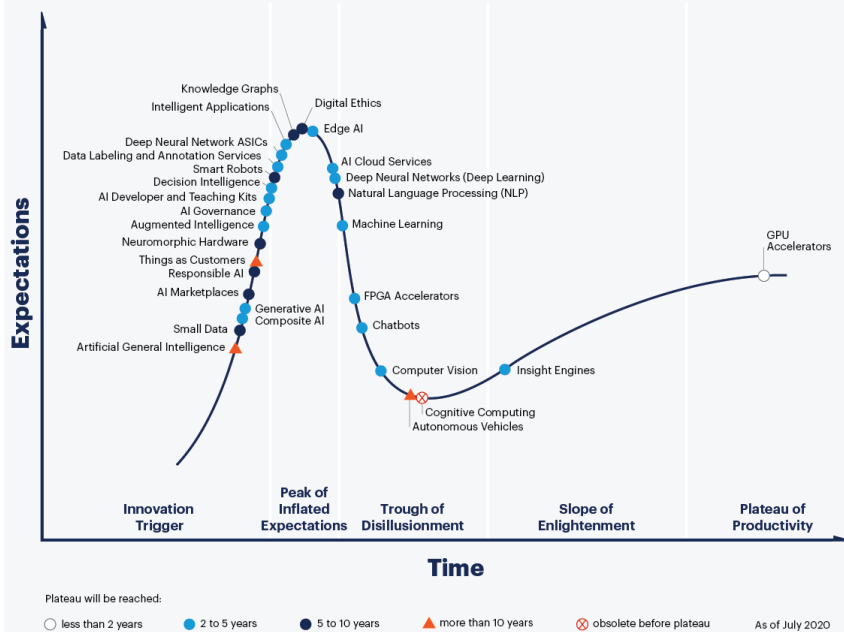 Expectations
Knowledge Graphs
Intelligent Applications
Deep Neural Network ASICs
Data Labeling and Annotation Services
Smart Robots
Decision Intelligence
AI Developer and Teaching Kits
AI Governance
Augmented Intelligence
Neuromorphic Hardware
Things as Customers
Responsible AI
AI Marketplaces
Generative AI
Composite AI
Small Data
Artificial General Intelligence
Digital Ethics
Edge AI
AI Cloud Services
Deep Neural Networks (Deep Learning)
Natural Language Processing (NLP)
Machine Learning
FPGA Accelerators
Chatbots
Computer Vision
Cognitive Computing
Autonomous Vehicles
Insight Engines
GPU
Accelerators
Innovation
Trigger
Peak of
Inflated
Expectations
Trough of
Disillusionment
Slope of
Enlightenment
Plateau of
Productivity
Time
Plateau will be reached:
less than 2 years
2 to 5 years
5 to 10 years
more than 10 years
obsolete before plateau
As of July 2020